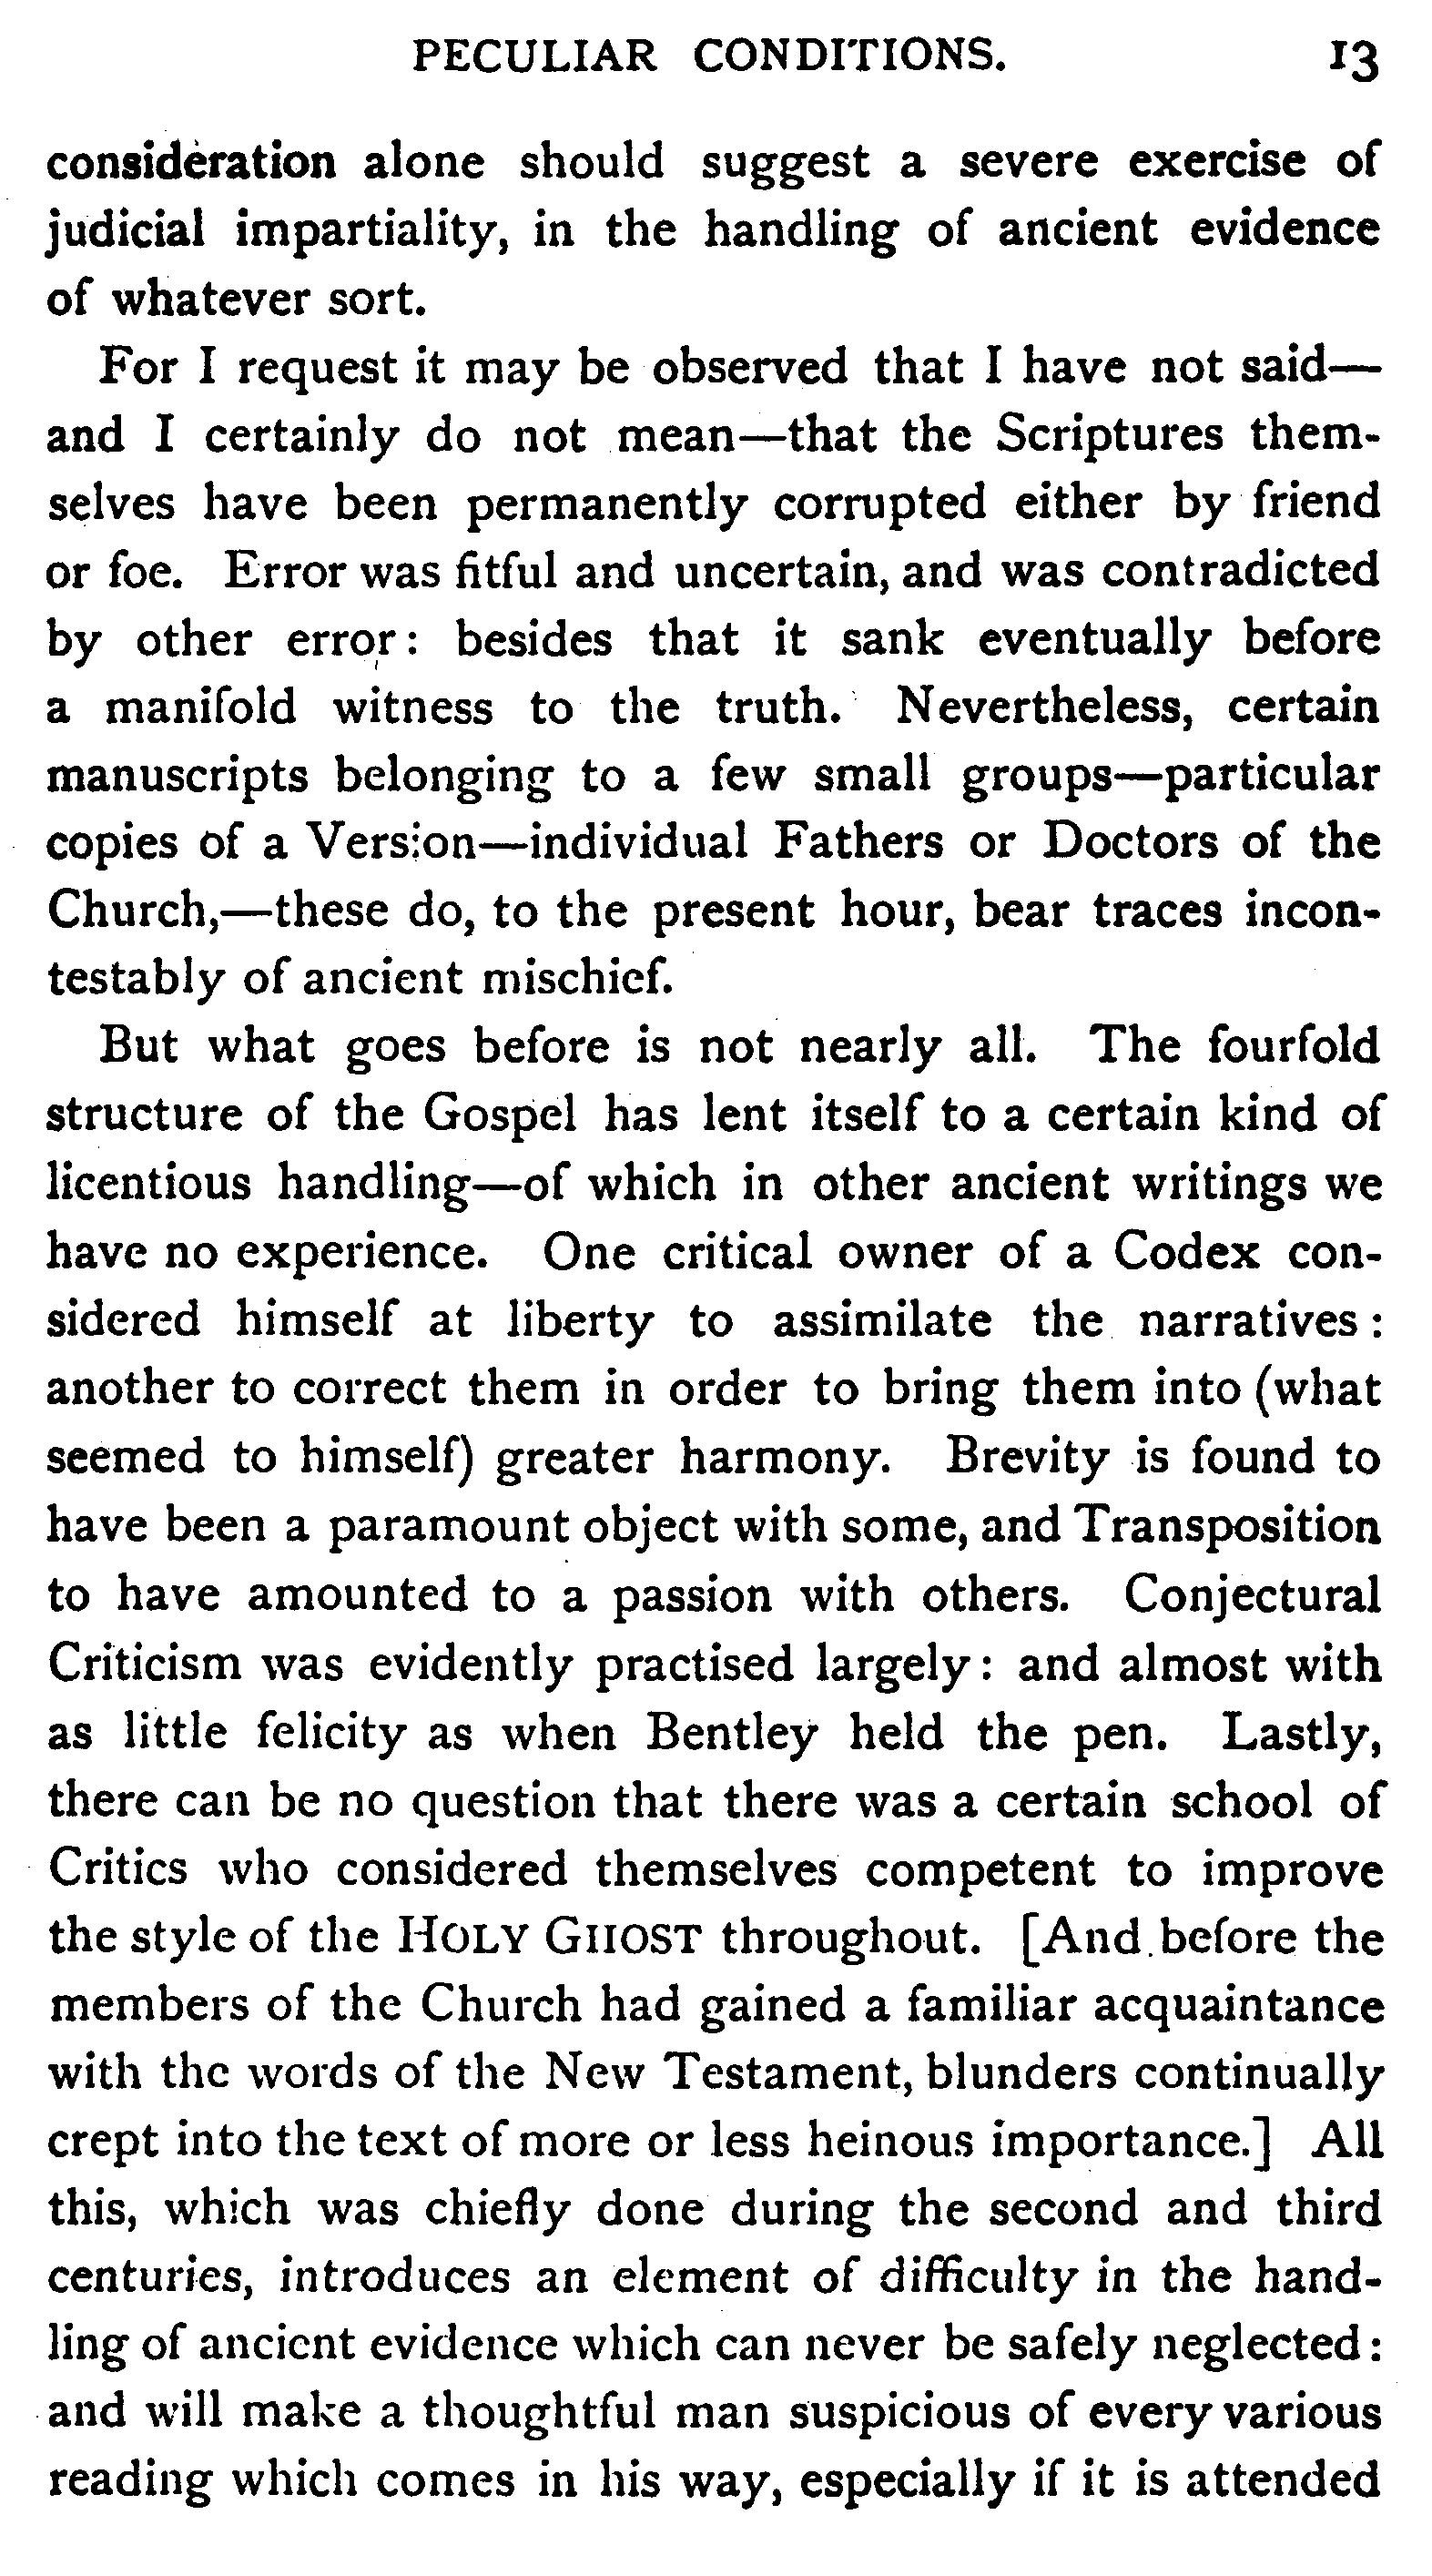 PECULIAR CONDITIONS. 13
consideration alone should suggest a severe exercise of
judicial impartiality, in the handling of ancient evidence
of whatever sort.
For I request it may be observed that I have not said—
and I certainly do not mean—that the Scriptures them-
selves have been permanently corrupted either by friend
or foe. Error was fitful and uncertain, and was contradicted
by other error: besides that it sank eventually before
a manifold witness to the truth. Nevertheless, certain
manuscripts belonging to a few small groups—particular
copies of a Version—individual Fathers or Doctors of the
Church,—these do, to the present hour, bear traces incon-
testably of ancient mischief.
But what goes before is not nearly all. The fourfold
structure of the Gospel has lent itself to a certain kind of
licentious handling—of which in other ancient writings we
have no experience. One critical owner of a Codex con-
sidered himself at liberty to assimilate the narratives:
another to correct them in order to bring them into (what
seemed to himself) greater harmony. Brevity is found to
have been a paramount object with some, and Transposition
to have amounted to a passion with others. Conjectural
Criticism was evidently practised largely: and almost with
as little felicity as when Bentley held the pen. Lastly,
there can be no question that there was a certain school of
Critics who considered themselves competent to improve
the style of the HOLY GHOST throughout. [And before the
members of the Church had gained a familiar acquaintance
with the words of the New Testament, blunders continually
crept into the text of more or less heinous importance.] All
this, which was chiefly done during the second and third
centuries, introduces an element of difficulty in the hand-
ling of ancient evidence which can never be safely neglected:
and will make a thoughtful man suspicious of every various
reading which comes in his way, especially if it is attended